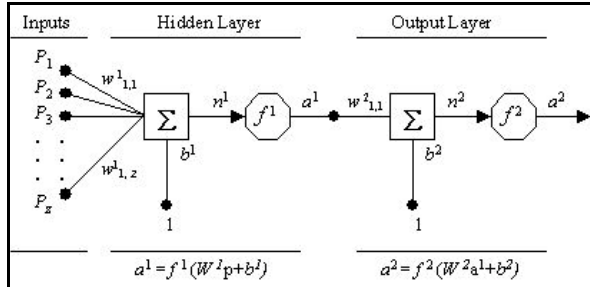 Inputs Hidden Layer Output Layer
P₁
w¹₁,₁
P₂
P₃ Σ n¹ f¹ a¹ w²₁,₁ Σ n² f² a²
b¹ b²
w¹₁,z
P_z
1 1
a¹ = f¹(W¹p+b¹) a² = f²(W²a¹+b²)